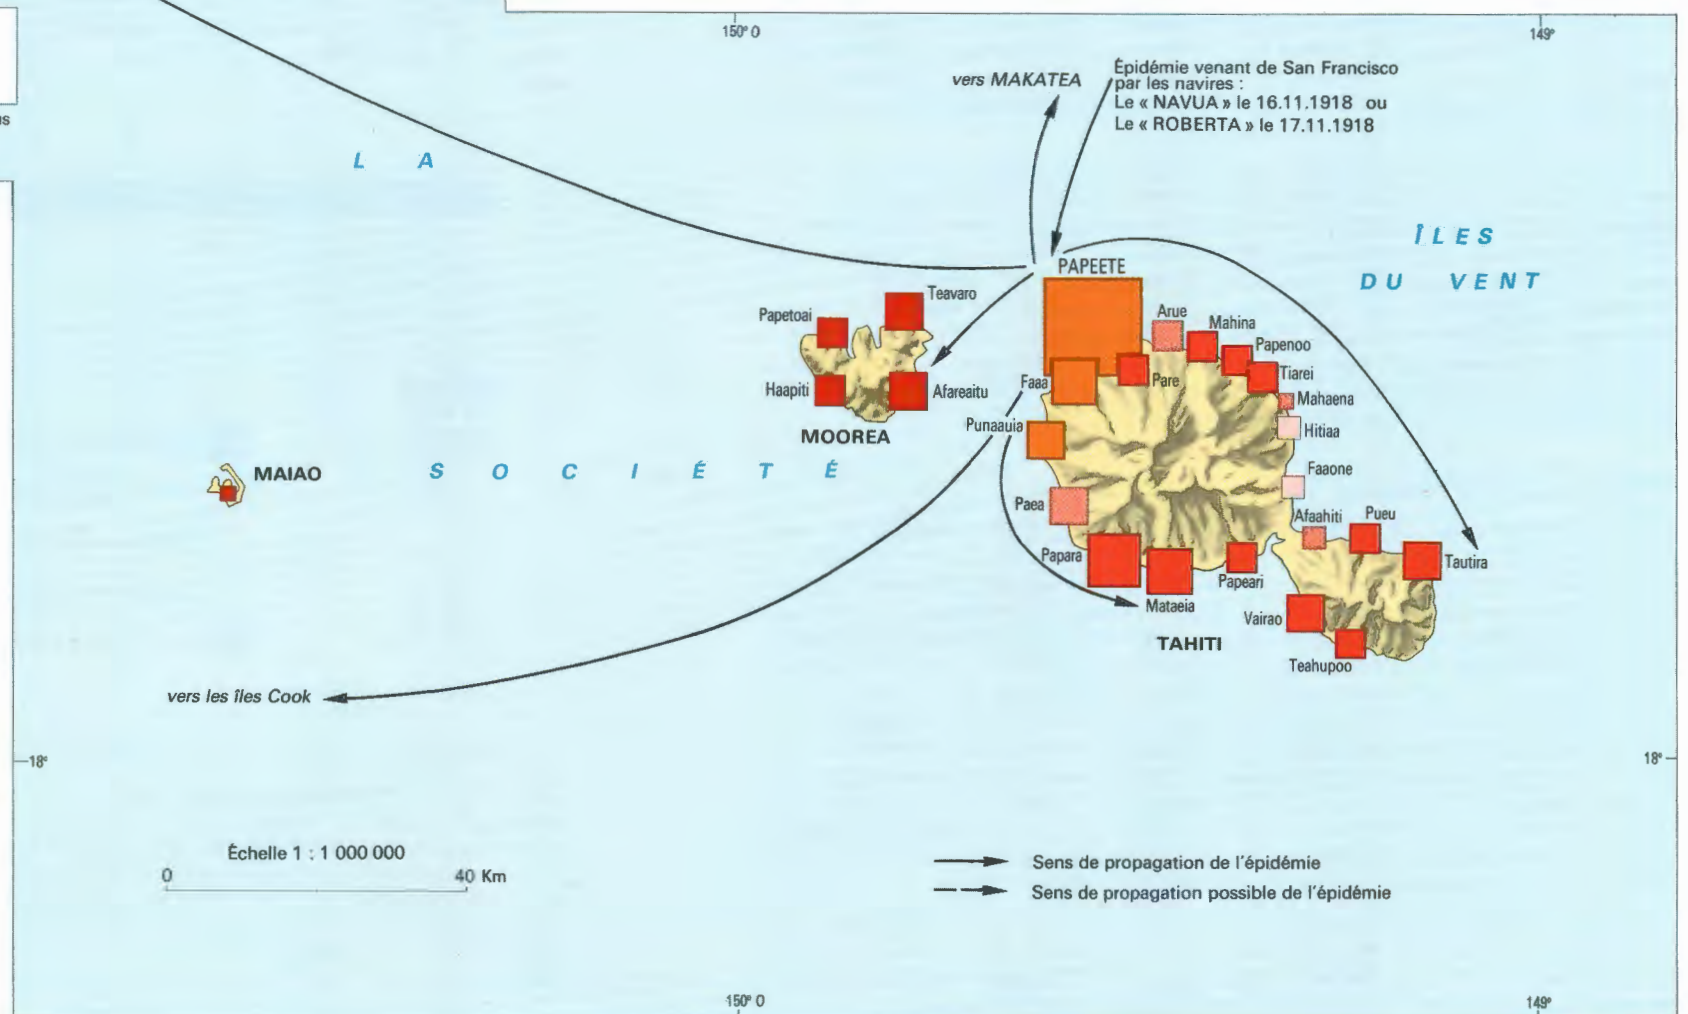 150° O
149°
vers MAKATEA
Épidémie venant de San Francisco
par les navires :
Le « NAVUA » le 16.11.1918 ou
Le « ROBERTA » le 17.11.1918
L A
ÎLES
DU VENT
PAPEETE
Teavaro
Papetoai
Arue
Mahina
Papenoo
Tiarei
Pare
Faaa
Haapiti
Afareaitu
Mahaena
Hitiaa
Punaauia
MOOREA
MAIAO
SOCIÉTÉ
Faaone
Paea
Afaahiti
Pueu
Papara
Tautira
Papeari
Mataeia
Vairao
TAHITI
Teahupoo
vers les îles Cook
18°
18°
Échelle 1 : 1 000 000
0
40 Km
Sens de propagation de l'épidémie
Sens de propagation possible de l'épidémie
150° O
149°